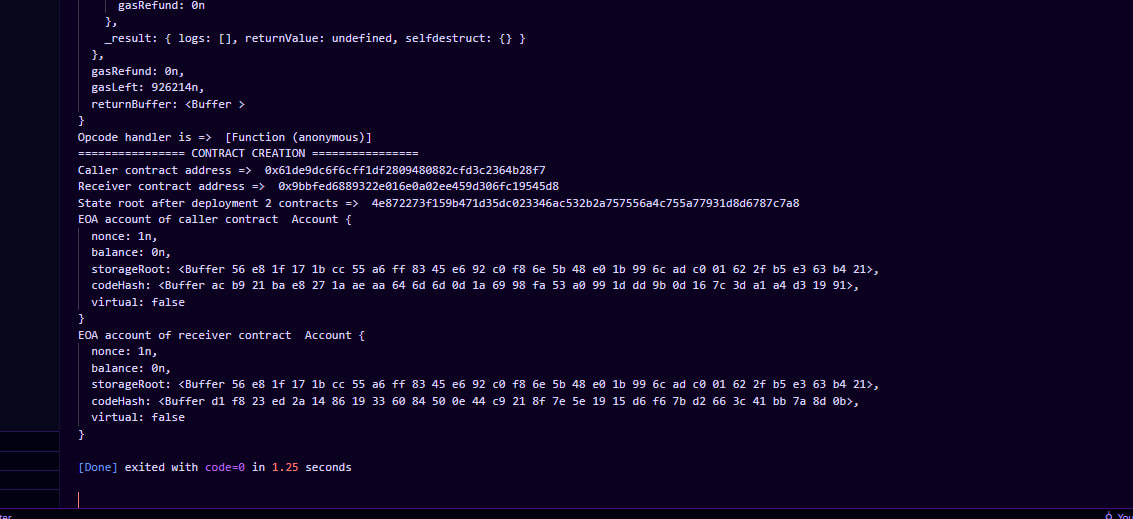 gasRefund: 0n
},
_result: { logs: [], returnValue: undefined, selfdestruct: {} }
},
gasRefund: 0n,
gasLeft: 926214n,
returnBuffer: <Buffer >
}
Opcode handler is =>  [Function (anonymous)]
================ CONTRACT CREATION ================
Caller contract address =>  0x61de9dc6f6cff1df2809480882cfd3c2364b28f7
Receiver contract address =>  0x9bbfed6889322e016e0a02ee459d306fc19545d8
State root after deployment 2 contracts =>  4e872273f159b471d35dc023346ac532b2a757556a4c755a77931d8d6787c7a8
EOA account of caller contract  Account {
nonce: 1n,
balance: 0n,
storageRoot: <Buffer 56 e8 1f 17 1b cc 55 a6 ff 83 45 e6 92 c0 f8 6e 5b 48 e0 1b 99 6c ad c0 01 62 2f b5 e3 63 b4 21>,
codeHash: <Buffer ac b9 21 ba e8 27 1a ae aa 64 6d 6d 0d 1a 69 98 fa 53 a0 99 1d dd 9b 0d 16 7c 3d a1 a4 d3 19 91>,
virtual: false
}
EOA account of receiver contract  Account {
nonce: 1n,
balance: 0n,
storageRoot: <Buffer 56 e8 1f 17 1b cc 55 a6 ff 83 45 e6 92 c0 f8 6e 5b 48 e0 1b 99 6c ad c0 01 62 2f b5 e3 63 b4 21>,
codeHash: <Buffer d1 f8 23 ed 2a 14 86 19 33 60 84 50 0e 44 c9 21 8f 7e 5e 19 15 d6 f6 7b d2 66 3c 41 bb 7a 8d 0b>,
virtual: false
}
[Done] exited with code=0 in 1.25 seconds